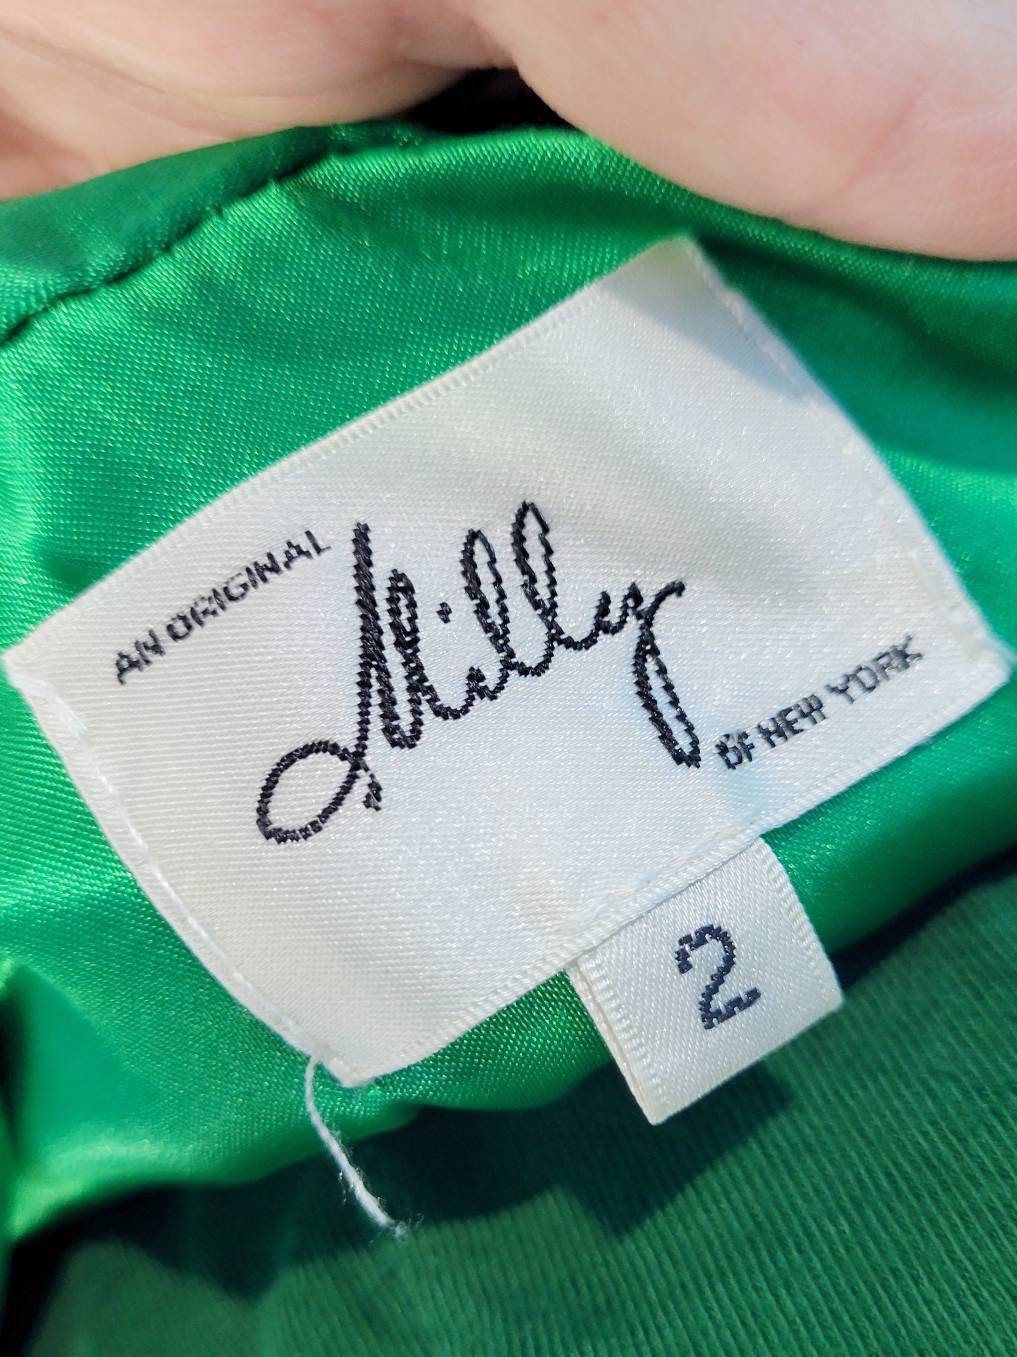 AN ORIGINAL
Milly
OF NEW YORK
2